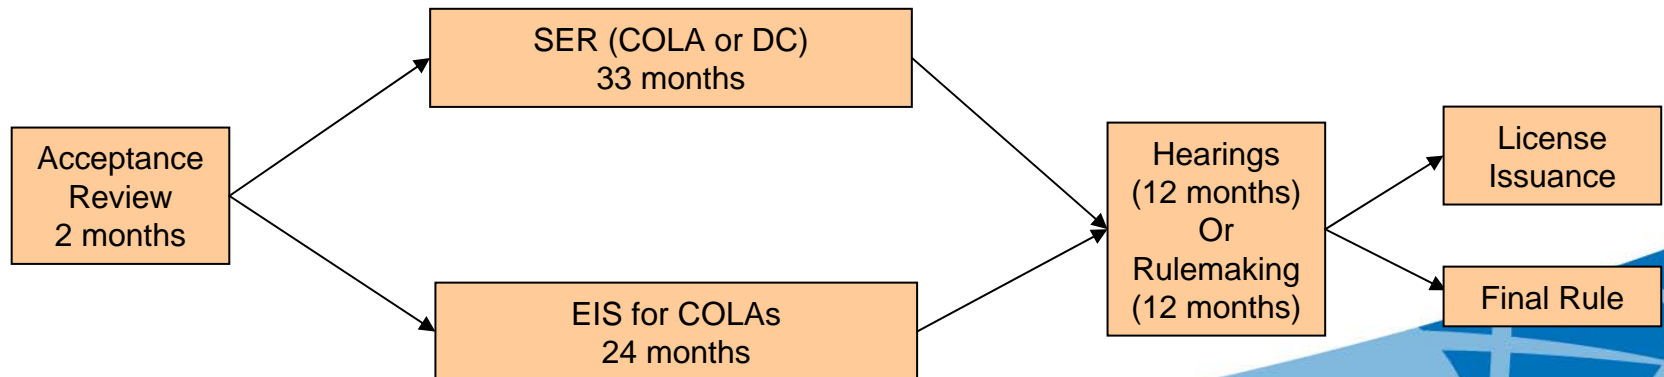 Acceptance
Review
2 months
SER (COLA or DC)
33 months
EIS for COLAs
24 months
Hearings
(12 months)
Or
Rulemaking
(12 months)
License
Issuance
Final Rule